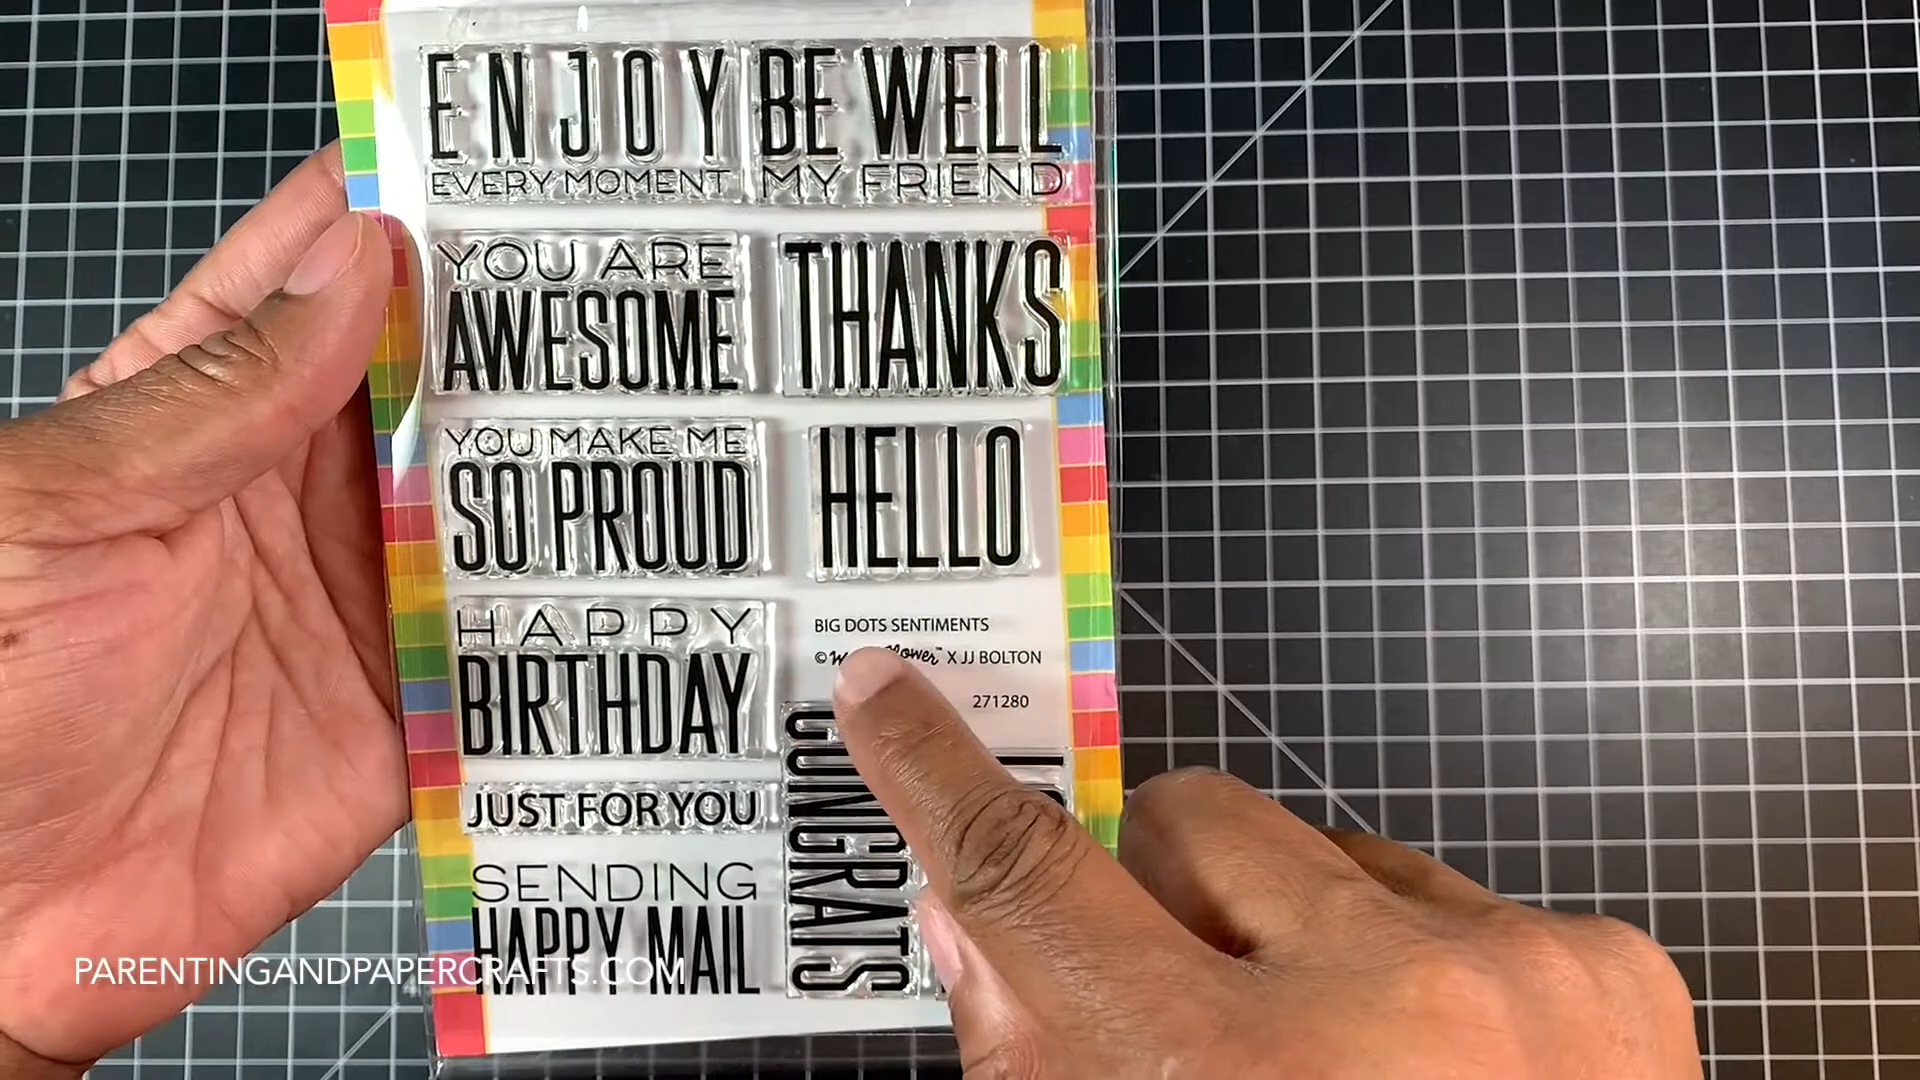 ENJOY
EVERY MOMENT
BE WELL
MY FRIEND
YOU ARE
AWESOME
THANKS
YOU MAKE ME
SO PROUD
HELLO
HAPPY
BIRTHDAY
BIG DOTS SENTIMENTS
© X JJ BOLTON
271280
JUST FOR YOU
CONGRATS
SENDING
HAPPY MAIL
PARENTINGANDPAPERCRAFTS.COM